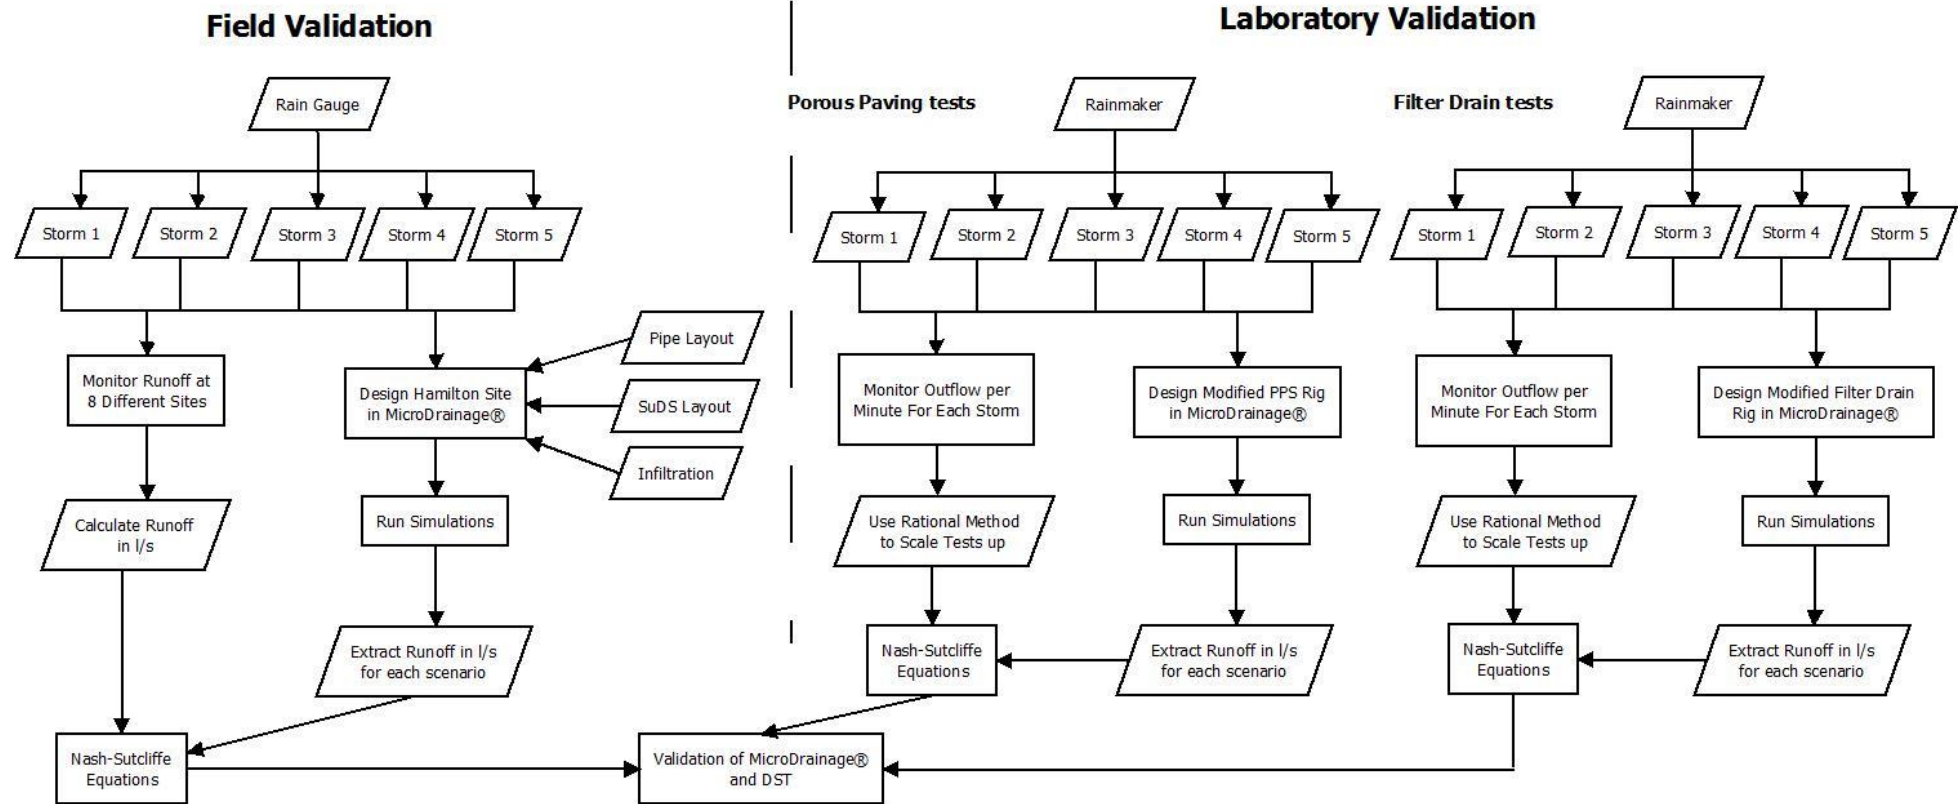 Field Validation
Laboratory Validation
Rain Gauge
Storm 1
Storm 2
Storm 3
Storm 4
Storm 5
Monitor Runoff at
8 Different Sites
Design Hamilton Site
in MicroDrainage®
Pipe Layout
SuDS Layout
Infiltration
Calculate Runoff
in l/s
Run Simulations
Extract Runoff in l/s
for each scenario
Nash-Sutcliffe
Equations
Porous Paving tests
Rainmaker
Storm 1
Storm 2
Storm 3
Storm 4
Storm 5
Monitor Outflow per
Minute For Each Storm
Design Modified PPS Rig
in MicroDrainage®
Use Rational Method
to Scale Tests up
Run Simulations
Nash-Sutcliffe
Equations
Extract Runoff in l/s
for each scenario
Filter Drain tests
Rainmaker
Storm 1
Storm 2
Storm 3
Storm 4
Storm 5
Monitor Outflow per
Minute For Each Storm
Design Modified Filter Drain
Rig in MicroDrainage®
Use Rational Method
to Scale Tests up
Run Simulations
Nash-Sutcliffe
Equations
Extract Runoff in l/s
for each scenario
Validation of MicroDrainage®
and DST